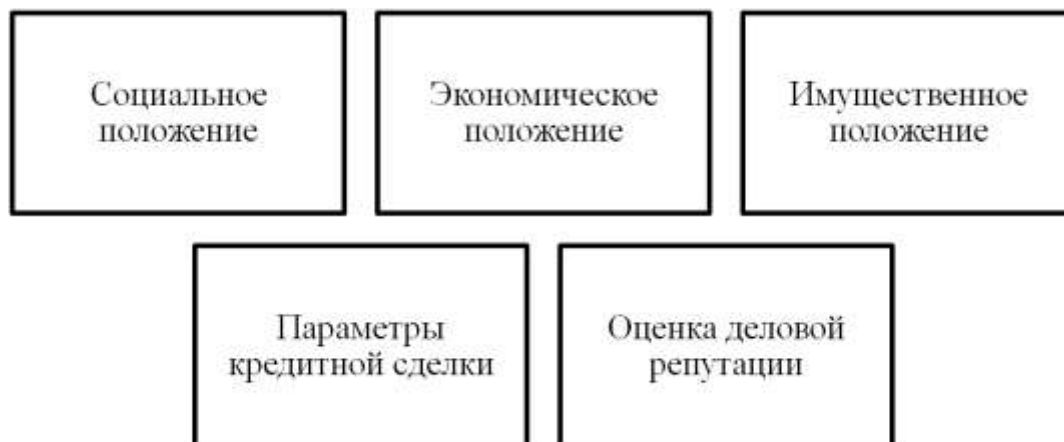 Социальное
положение
Экономическое
положение
Имущественное
положение
Параметры
кредитной сделки
Оценка деловой
репутации